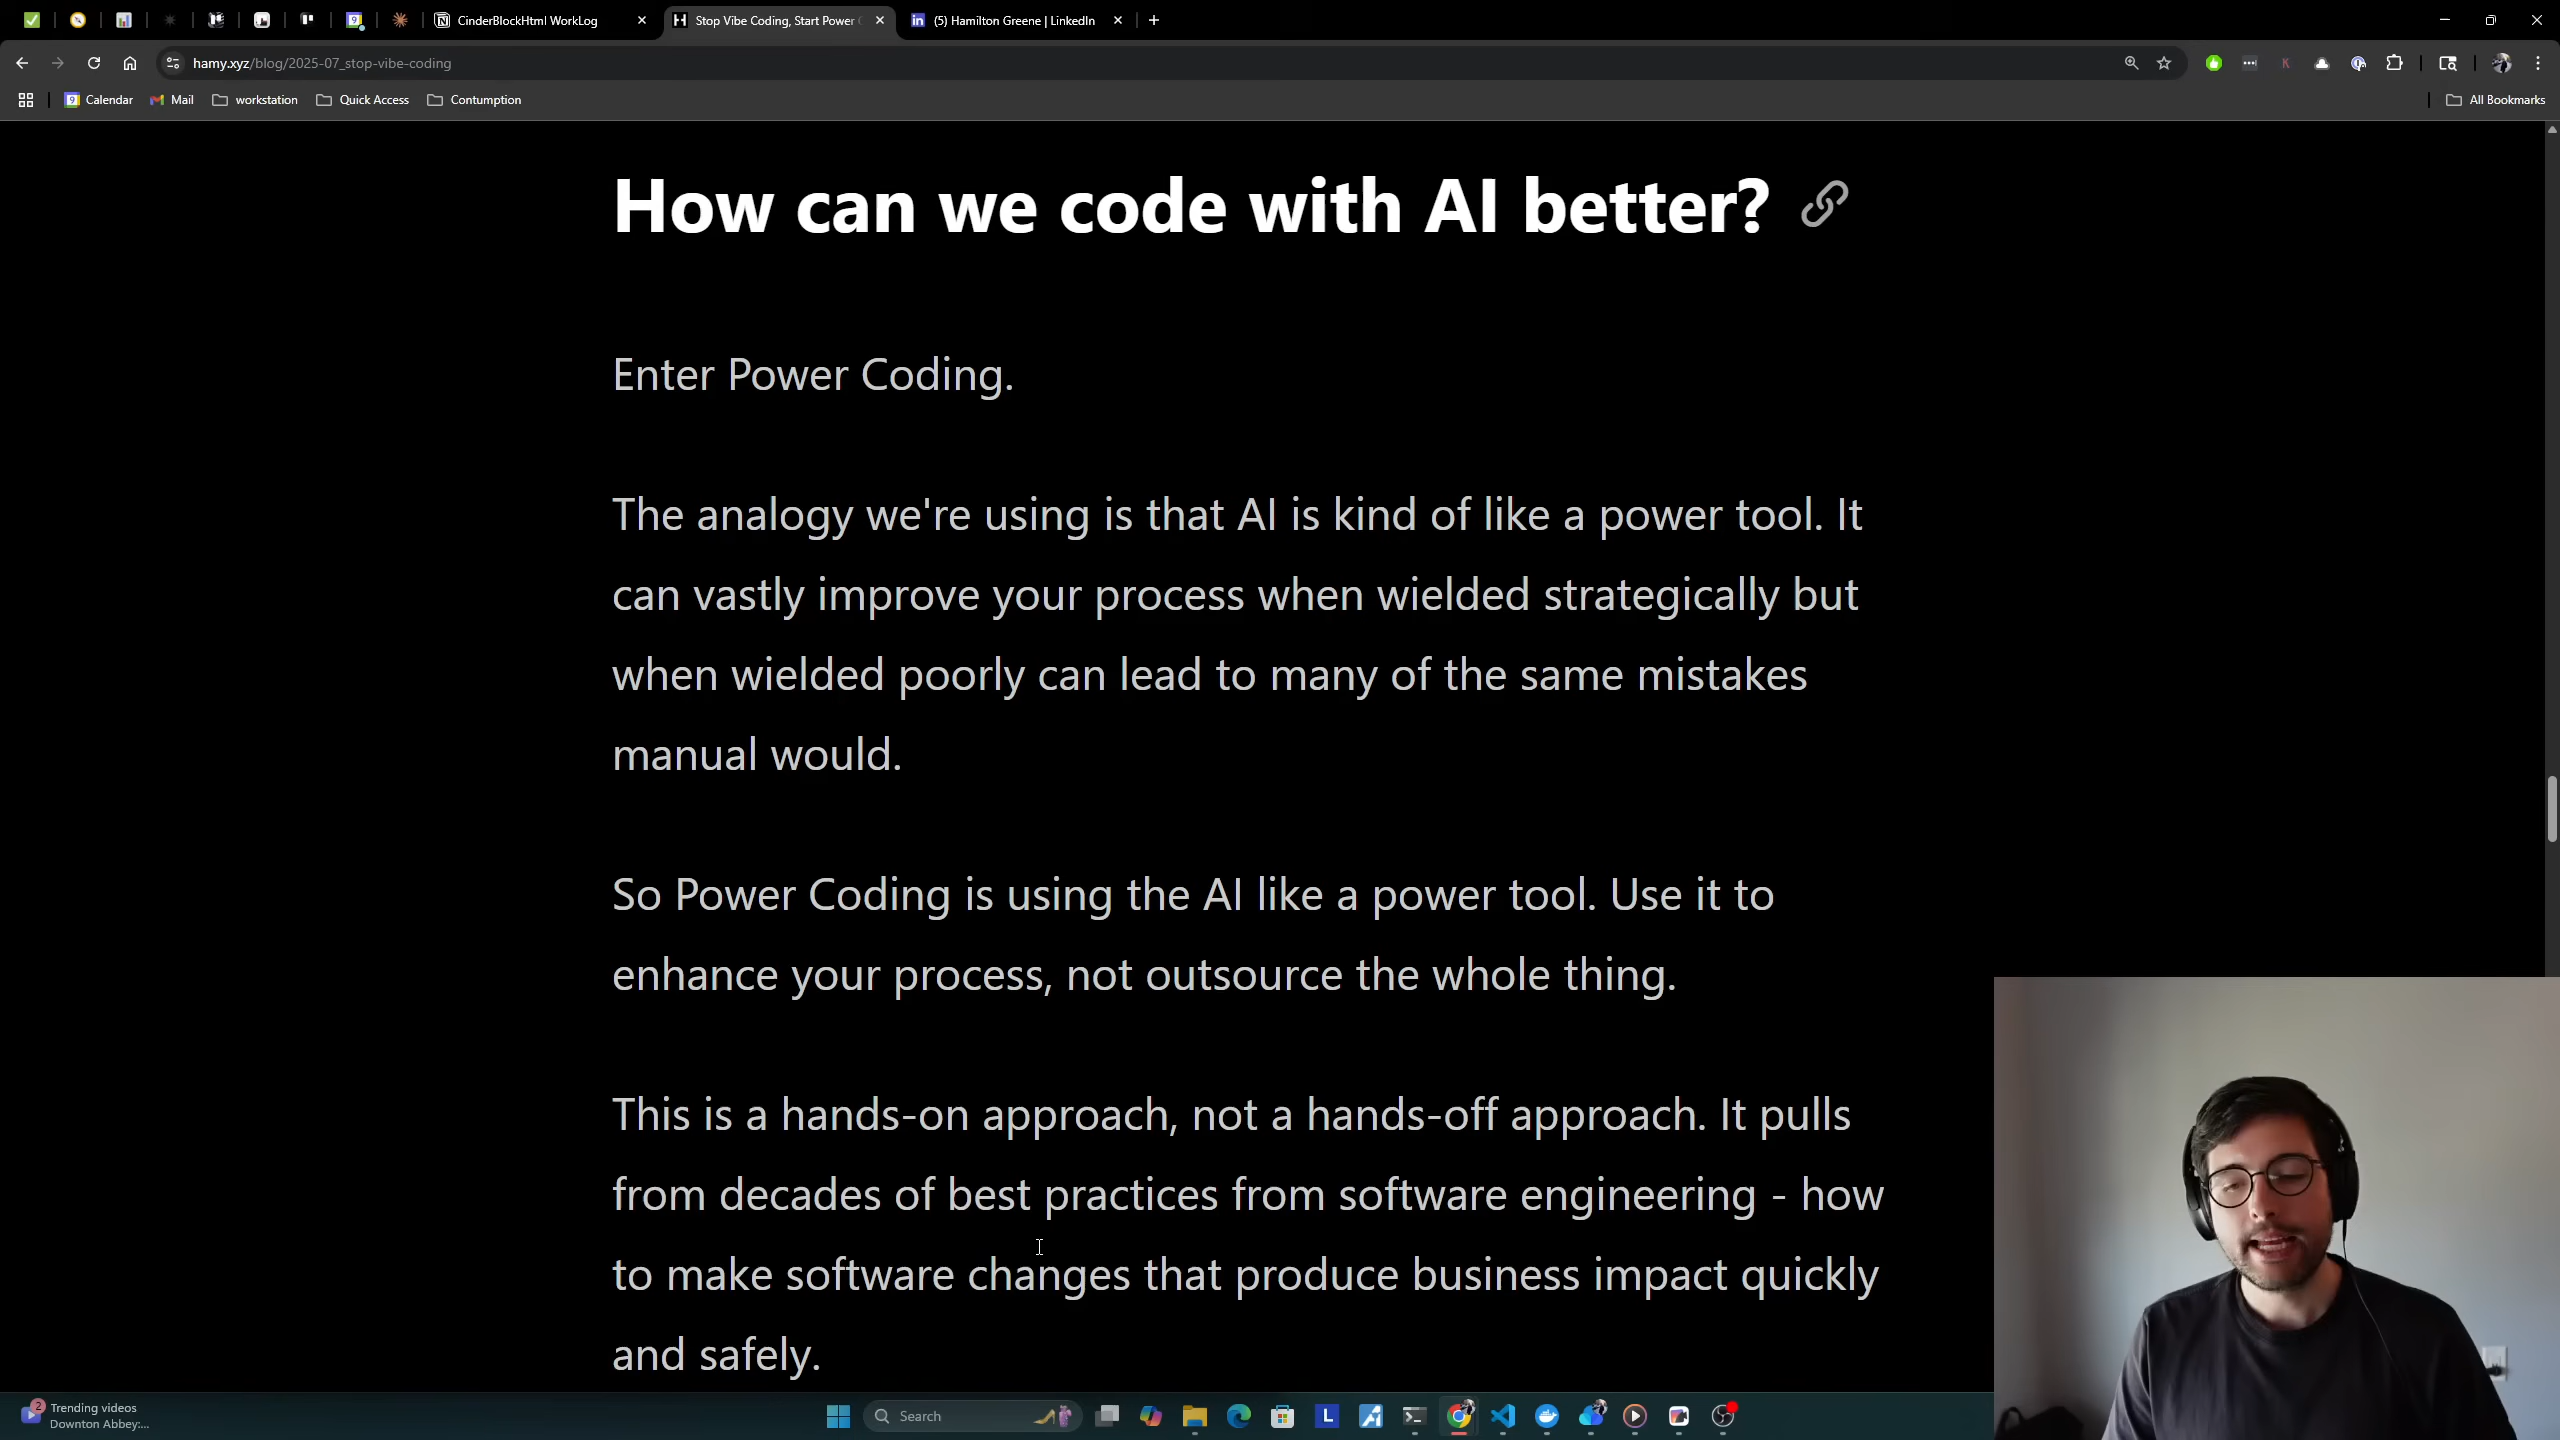 CinderBlockHtml WorkLog
Stop Vibe Coding, Start Power
(5) Hamilton Greene | LinkedIn
hamy.xyz/blog/2025-07_stop-vibe-coding
Calendar
Mail
workstation
Quick Access
Contumption
All Bookmarks
How can we code with AI better?
Enter Power Coding.
The analogy we're using is that AI is kind of like a power tool. It
can vastly improve your process when wielded strategically but
when wielded poorly can lead to many of the same mistakes
manual would.
So Power Coding is using the AI like a power tool. Use it to
enhance your process, not outsource the whole thing.
This is a hands-on approach, not a hands-off approach. It pulls
from decades of best practices from software engineering - how
to make software changes that produce business impact quickly
and safely.
2
Trending videos
Downton Abbey:...
Search